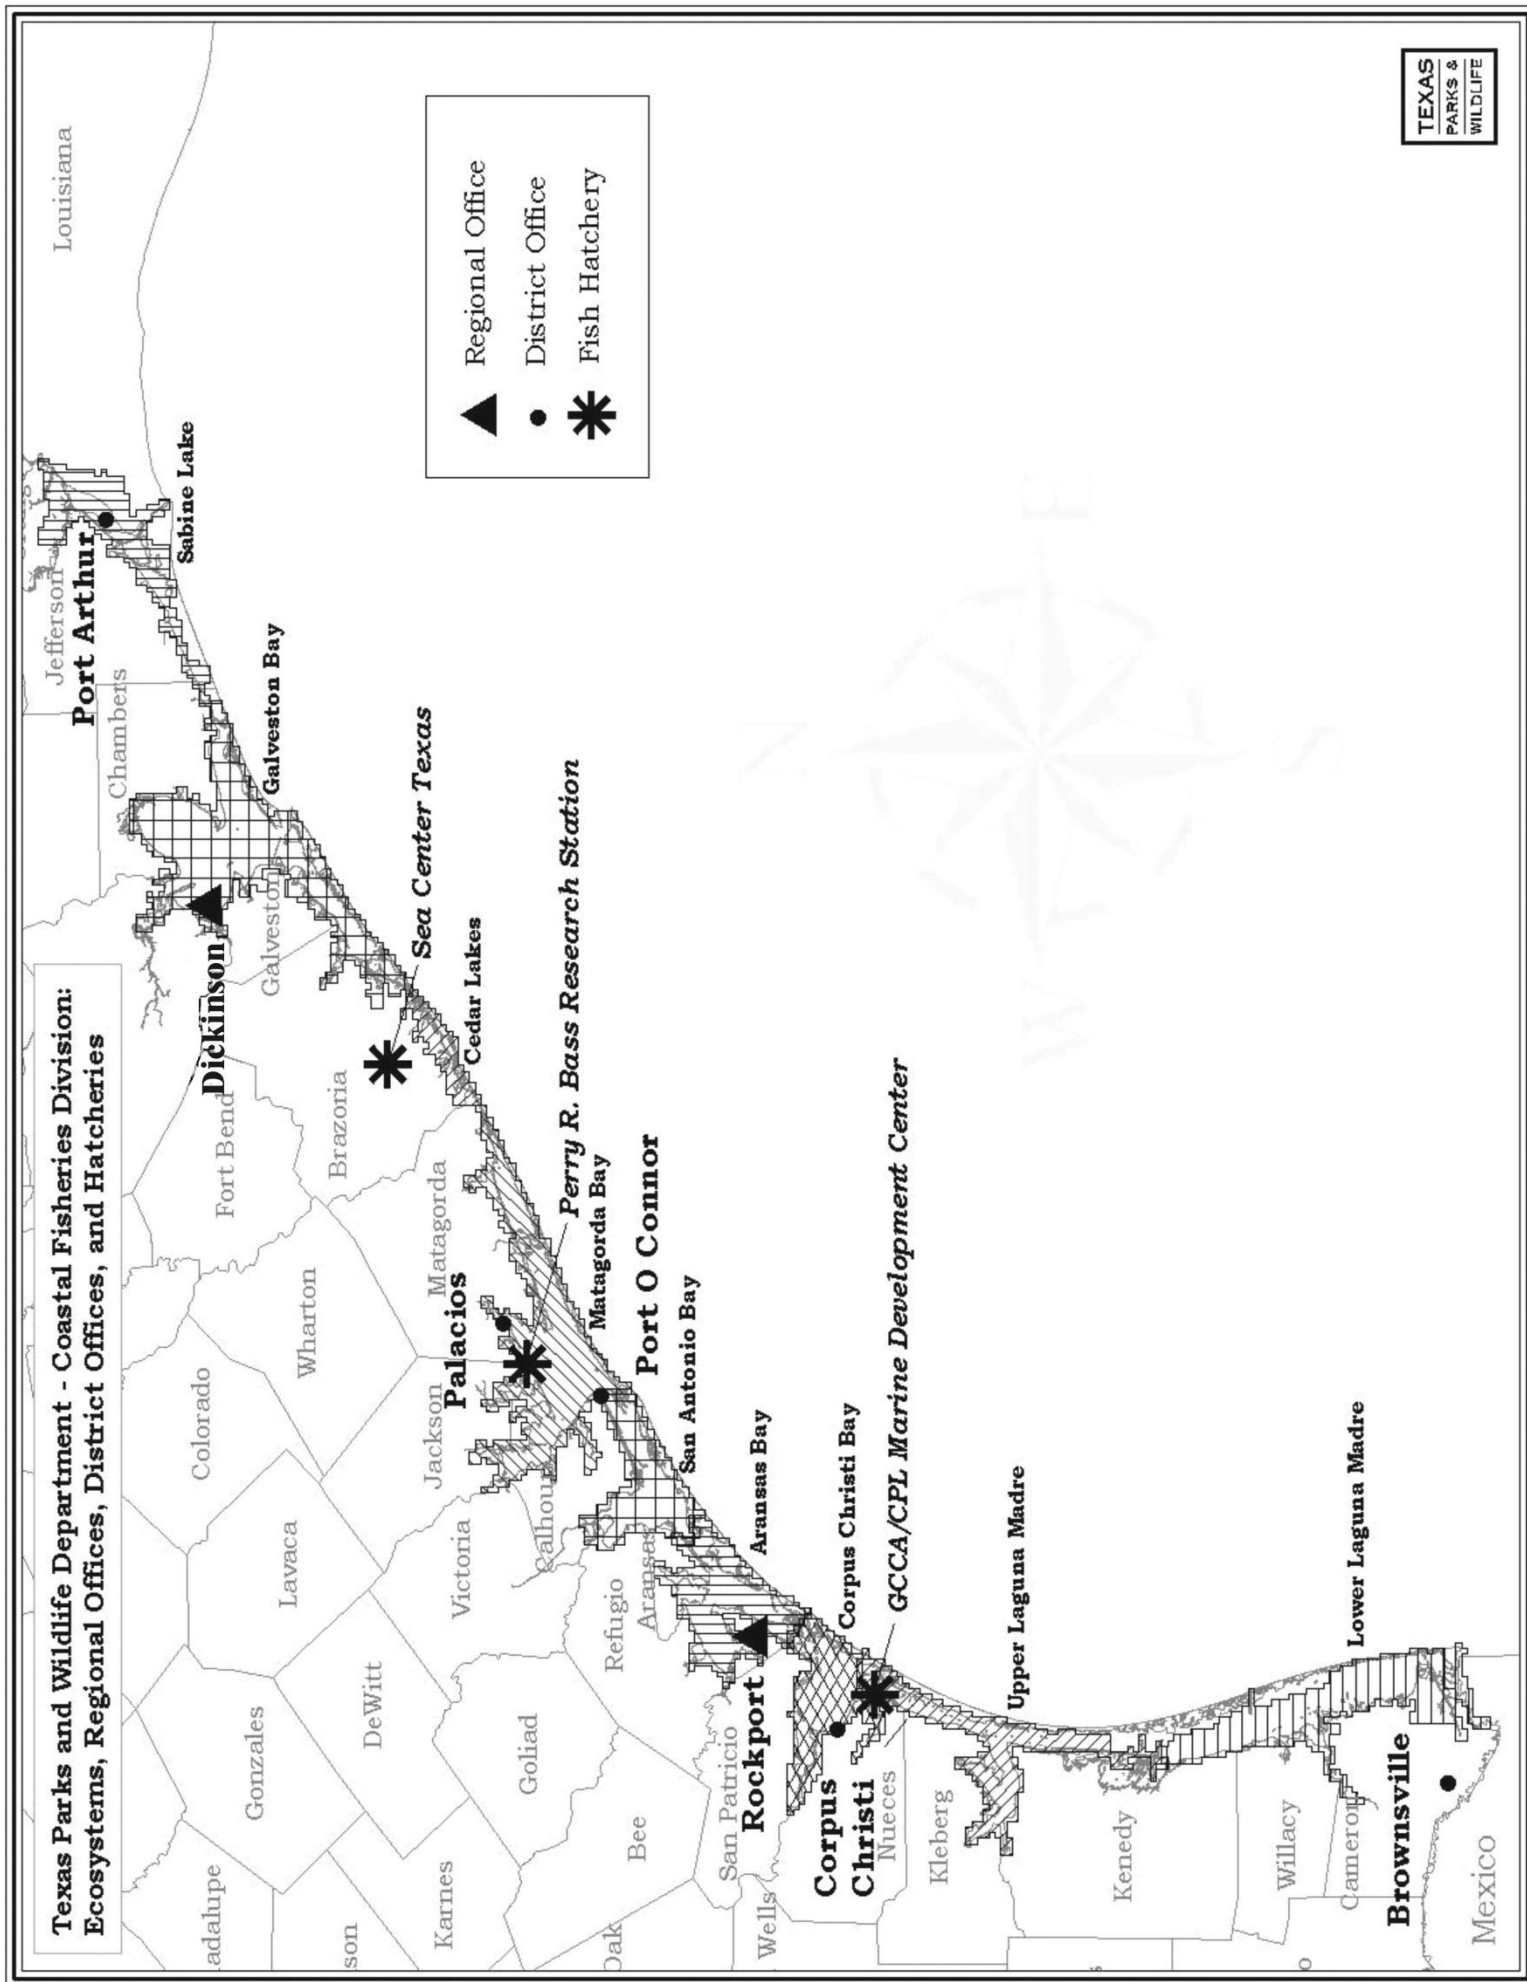 Texas Parks and Wildlife Department - Coastal Fisheries Division:
Ecosystems, Regional Offices, District Offices, and Hatcheries
Louisiana
Jefferson
Port Arthur
Sabine Lake
Chambers
Galveston Bay
Dickinson
Galveston
Sea Center Texas
Fort Bend
Brazoria
Cedar Lakes
Perry R. Bass Research Station
Colorado
Wharton
Matagorda
Palacios
Matagorda Bay
Port O Connor
Jackson
Lavaca
Victoria
Calhoun
San Antonio Bay
Gonzales
DeWitt
Goliad
Refugio
Aransas
Aransas Bay
adalupe
son
Karnes
Bee
San Patricio
Rockport
Corpus Christi Bay
GCCA/CPL Marine Development Center
Oak
Wells
Corpus
Christi
Nueces
Kleberg
Upper Laguna Madre
Kenedy
Willacy
Cameron
Lower Laguna Madre
Brownsville
Mexico
o
Regional Office
District Office
Fish Hatchery
N
E
W
S
TEXAS
PARKS &
WILDLIFE